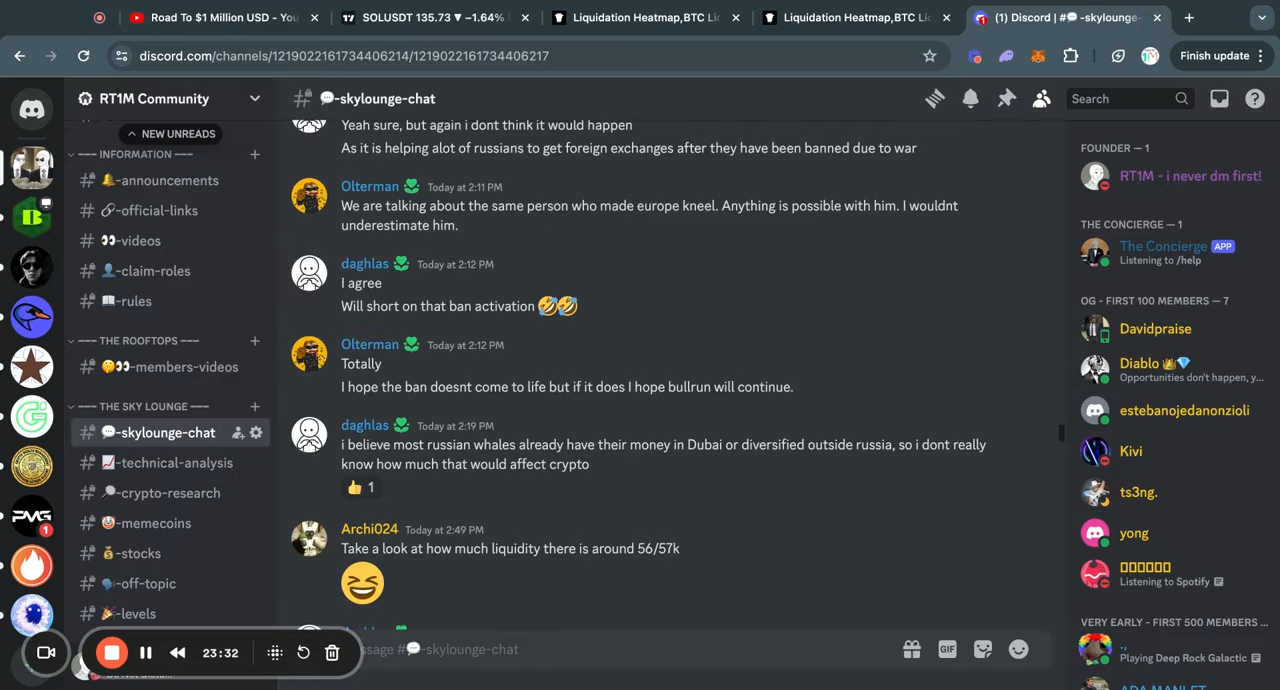 Road To $1 Million USD - You
SOLUSDT 135.73 ▼ −1.64%
Liquidation Heatmap,BTC Li
Liquidation Heatmap,BTC Li
(1) Discord | #💬-skylounge-
discord.com/channels/1219022161734406214/1219022161734406217
Finish update
RT1M Community
NEW UNREADS
─── INFORMATION ───
🔔-announcements
🔗-official-links
👀-videos
👤-claim-roles
📖-rules
─── THE ROOFTOPS ───
🤫👀-members-videos
─── THE SKY LOUNGE ───
💬-skylounge-chat
📈-technical-analysis
🔎-crypto-research
🤡-memecoins
💰-stocks
🗣-off-topic
🎉-levels
23:32
💬-skylounge-chat
Search
Yeah sure, but again i dont think it would happen
As it is helping alot of russians to get foreign exchanges after they have been banned due to war
Olterman Today at 2:11 PM
We are talking about the same person who made europe kneel. Anything is possible with him. I wouldnt
underestimate him.
daghlas Today at 2:12 PM
I agree
Will short on that ban activation 🤣🤣
Olterman Today at 2:12 PM
Totally
I hope the ban doesnt come to life but if it does I hope bullrun will continue.
daghlas Today at 2:19 PM
i believe most russian whales already have their money in Dubai or diversified outside russia, so i dont really
know how much that would affect crypto
👍 1
Archi024 Today at 2:49 PM
Take a look at how much liquidity there is around 56/57k
😆
ssage #💬-skylounge-chat
GIF
FOUNDER — 1
RT1M - i never dm first!
THE CONCIERGE — 1
The Concierge APP
Listening to /help
OG - FIRST 100 MEMBERS — 7
Davidpraise
Diablo 👑💎
Opportunities don't happen, y...
estebanojedanonzioli
Kivi
ts3ng.
yong
Listening to Spotify
VERY EARLY - FIRST 500 MEMBERS ...
.,
Playing Deep Rock Galactic
PMG
1